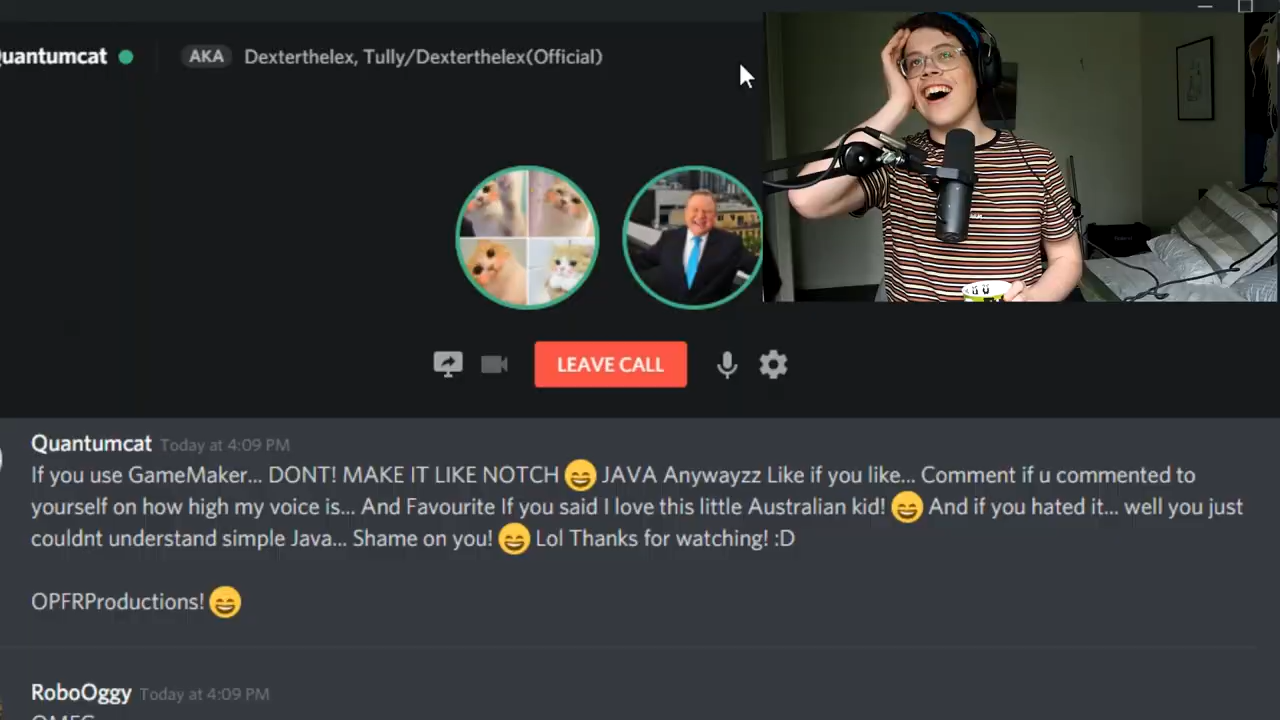 Quantumcat AKA Dexterthelex, Tully/Dexterthelex(Official)
LEAVE CALL
Quantumcat Today at 4:09 PM
If you use GameMaker... DONT! MAKE IT LIKE NOTCH 😄 JAVA Anywayzz Like if you like... Comment if u commented to
yourself on how high my voice is... And Favourite If you said I love this little Australian kid! 😄 And if you hated it... well you just
couldnt understand simple Java... Shame on you! 😄 Lol Thanks for watching! :D
OPFRProductions! 😄
RoboOggy Today at 4:09 PM